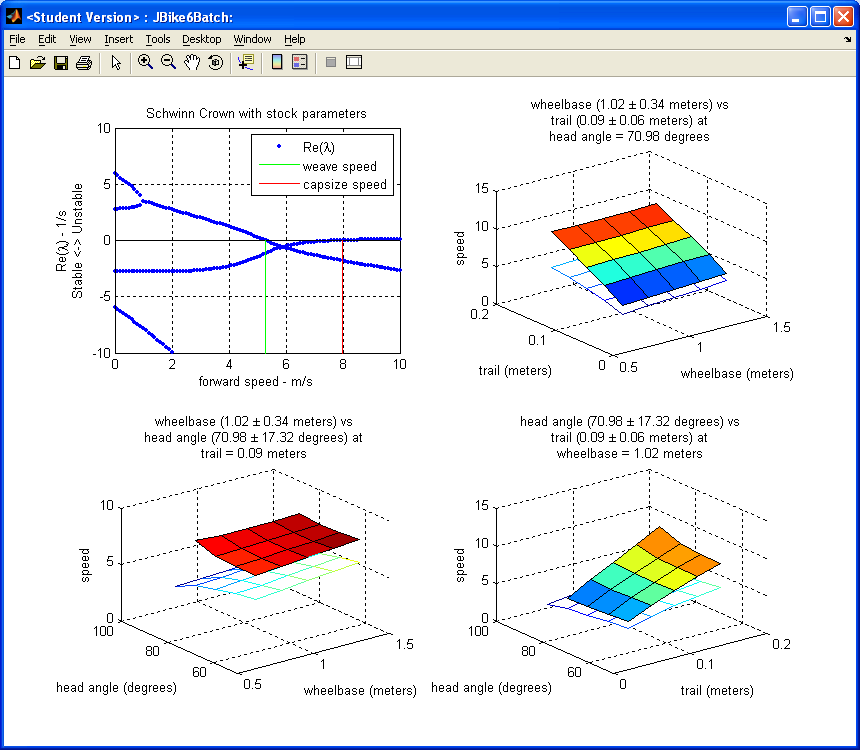 <Student Version> : JBike6Batch:
File Edit View Insert Tools Desktop Window Help
Schwinn Crown with stock parameters
Re(λ)
weave speed
capsize speed
10
5
0
-5
-10
Re(λ) - 1/s
Stable <-> Unstable
0 2 4 6 8 10
forward speed - m/s
wheelbase (1.02 ± 0.34 meters) vs
trail (0.09 ± 0.06 meters) at
head angle = 70.98 degrees
15
10
5
0
speed
0.2
0.1
0
trail (meters)
0.5
1
1.5
wheelbase (meters)
wheelbase (1.02 ± 0.34 meters) vs
head angle (70.98 ± 17.32 degrees) at
trail = 0.09 meters
10
5
0
speed
100
80
60
head angle (degrees)
0.5
1
1.5
wheelbase (meters)
head angle (70.98 ± 17.32 degrees) vs
trail (0.09 ± 0.06 meters) at
wheelbase = 1.02 meters
15
10
5
0
speed
100
80
60
head angle (degrees)
0
0.1
0.2
trail (meters)